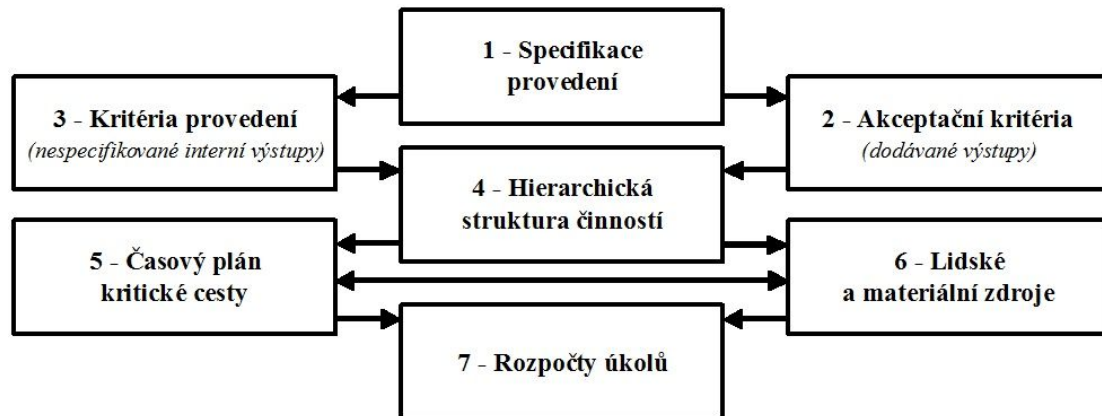 1 - Specifikace
provedení
3 - Kritéria provedení
(nespecifikované interní výstupy)
2 - Akceptační kritéria
(dodávané výstupy)
4 - Hierarchická
struktura činností
5 - Časový plán
kritické cesty
6 - Lidské
a materiální zdroje
7 - Rozpočty úkolů